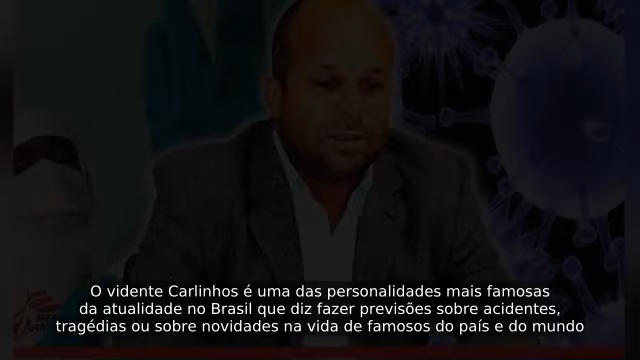 O vidente Carlinhos é uma das personalidades mais famosas
da atualidade no Brasil que diz fazer previsões sobre acidentes,
tragédias ou sobre novidades na vida de famosos do país e do mundo